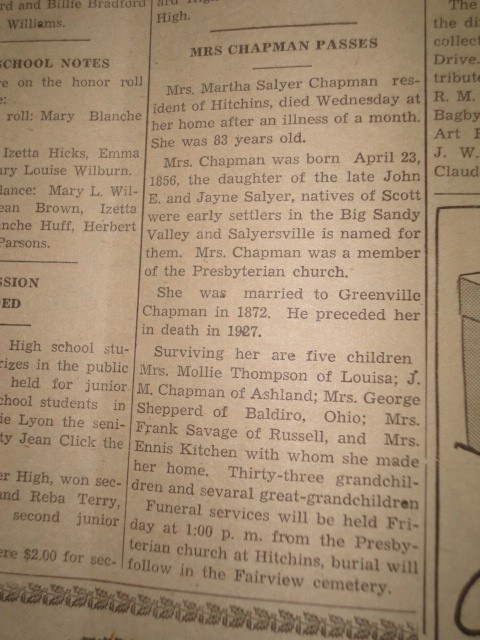 rd and Billie Bradford
Williams.
SCHOOL NOTES
re on the honor roll
e:
roll: Mary Blanche
Izetta Hicks, Emma
ary Louise Wilburn.
dance: Mary L. Wil-
ean Brown, Izetta
nche Huff, Herbert
Parsons.
SSION
ED
High school stu-
rizes in the public
held for junior
chool students in
ie Lyon the seni-
ty Jean Click the
er High, won sec-
and Reba Terry,
second junior
ere $2.00 for sec-
High.
MRS CHAPMAN PASSES
Mrs. Martha Salyer Chapman res-
ident of Hitchins, died Wednesday at
her home after an illness of a month.
She was 83 years old.
Mrs. Chapman was born April 23,
1856, the daughter of the late John
E. and Jayne Salyer, natives of Scott
were early settlers in the Big Sandy
Valley and Salyersville is named for
them. Mrs. Chapman was a member
of the Presbyterian church.
She was married to Greenville
Chapman in 1872. He preceded her
in death in 1927.
Surviving her are five children
Mrs. Mollie Thompson of Louisa; J.
M. Chapman of Ashland; Mrs. George
Shepperd of Baldiro, Ohio; Mrs.
Frank Savage of Russell, and Mrs.
Ennis Kitchen with whom she made
her home. Thirty-three grandchil-
dren and sevaral great-grandchildren
Funeral services will be held Fri-
day at 1:00 p. m. from the Presby-
terian church at Hitchins, burial will
follow in the Fairview cemetery.
The
the di
collect
Drive.
tribute
R. M.
Bagby
Art
J. W.
Claud